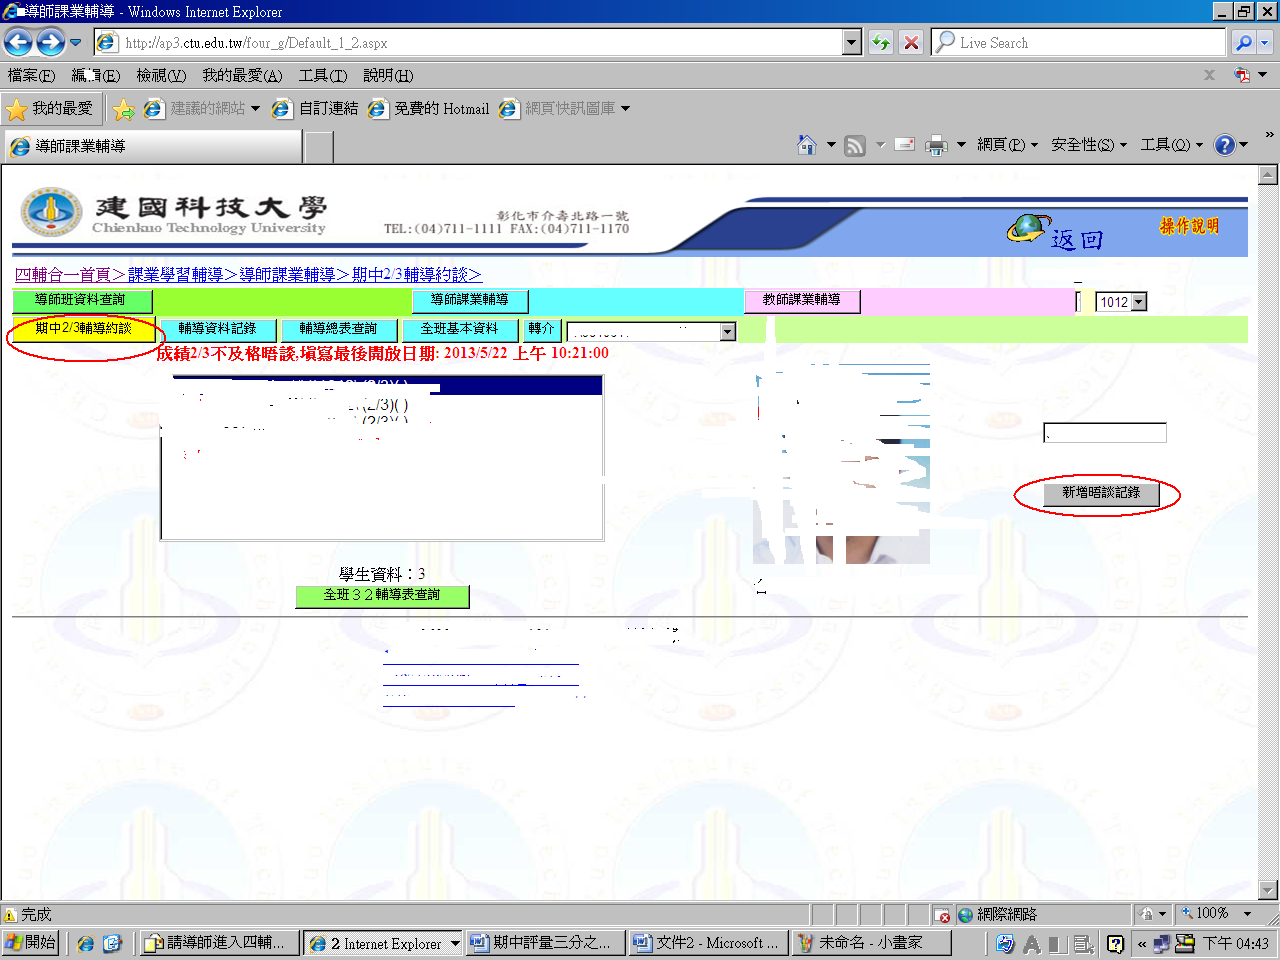 導師課業輔導 - Windows Internet Explorer
http://ap3.ctu.edu.tw/four_g/Default_1_2.aspx
Live Search
檔案(F) 編輯(E) 檢視(V) 我的最愛(A) 工具(T) 說明(H)
我的最愛 建議的網站 自訂連結 免費的 Hotmail 網頁快訊圖庫
導師課業輔導 網頁(P) 安全性(S) 工具(O)
建國科技大學
Chienkuo Technology University
彰化市介壽北路一號
TEL:(04)711-1111 FAX:(04)711-1170
返回 操作說明
四輔合一首頁＞課業學習輔導＞導師課業輔導＞期中2/3輔導約談＞
導師班資料查詢 導師課業輔導 教師課業輔導 1012
期中2/3輔導約談 輔導資料記錄 輔導總表查詢 全班基本資料 轉介
成績2/3不及格晤談,填寫最後開放日期: 2013/5/22 上午 10:21:00
(2/3)( )
(2/3)( )
新增晤談記錄
學生資料：3
全班３２輔導表查詢
完成 網際網路 100%
開始 請導師進入四輔... 2 Internet Explorer 期中評量三分之... 文件2 - Microsoft ... 未命名 - 小畫家 下午 04:43